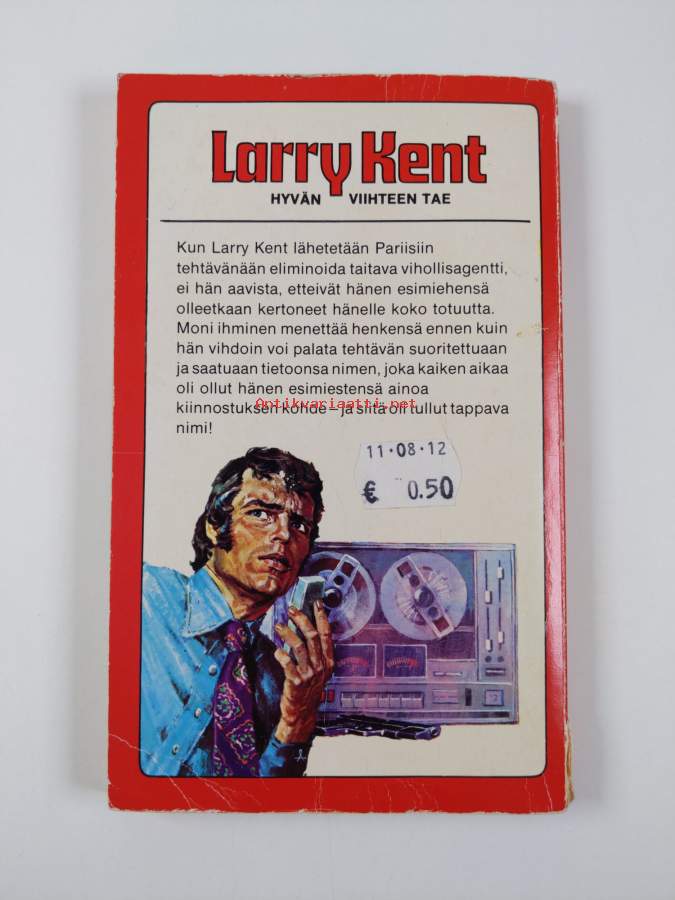 Larry Kent
HYVÄN VIIHTEEN TAE
Kun Larry Kent lähetetään Pariisiin
tehtävänään eliminoida taitava vihollisagentti,
ei hän aavista, etteivät hänen esimiehensä
olleetkaan kertoneet hänelle koko totuutta.
Moni ihminen menettää henkensä ennen kuin
hän vihdoin voi palata tehtävän suoritettuaan
ja saatuaan tietoonsa nimen, joka kaiken aikaa
oli ollut hänen esimiestensä ainoa
Antikvariaatti.net
kiinnostuksen kohde – ja siitä oli tullut tappava
nimi!
11·08·12
€ 0.50